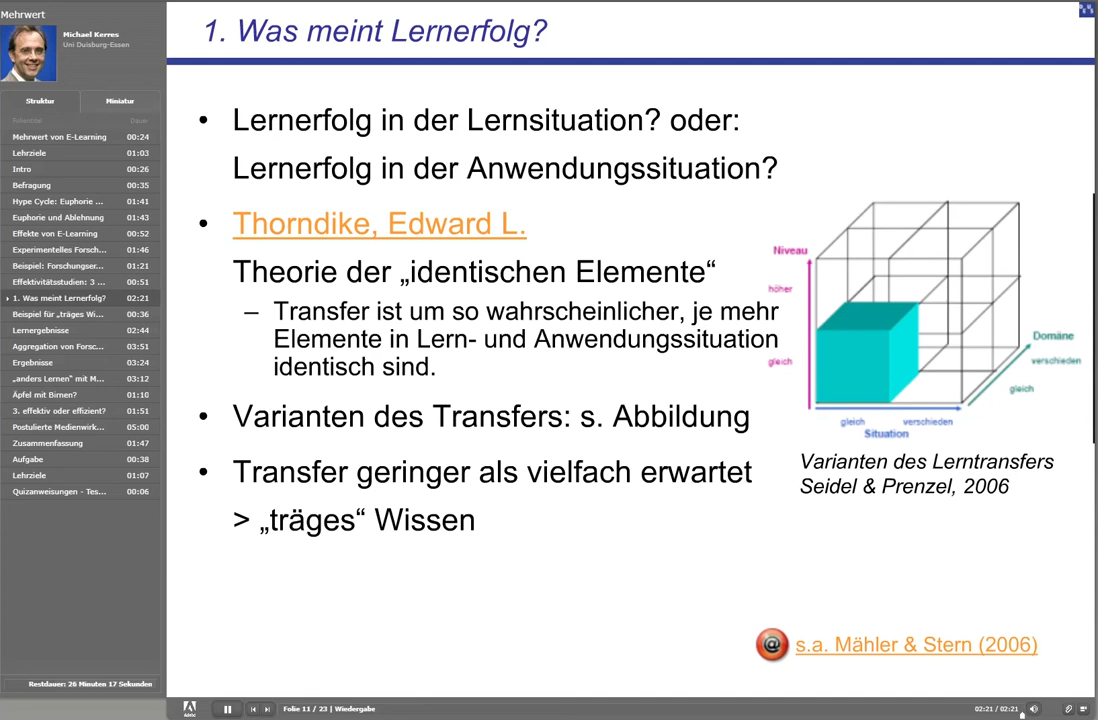 Mehrwert
Michael Kerres
Uni Duisburg-Essen
Struktur Miniatur
Folientitel Dauer
Mehrwert von E-Learning 00:24
Lehrziele 01:03
Intro 00:26
Befragung 00:35
Hype Cycle: Euphorie ... 01:41
Euphorie und Ablehnung 01:43
Effekte von E-Learning 00:52
Experimentelles Forsch... 01:46
Beispiel: Forschungser... 01:21
Effektivitätsstudien: 3 ... 00:51
1. Was meint Lernerfolg? 02:21
Beispiel für „träges Wi... 00:36
Lernergebnisse 02:44
Aggregation von Forsc... 03:51
Ergebnisse 03:24
„anders Lernen“ mit M... 03:12
Äpfel mit Birnen? 01:10
3. effektiv oder effizient? 01:51
Postulierte Medienwirk... 05:00
Zusammenfassung 01:47
Aufgabe 00:38
Lehrziele 01:07
Quizanweisungen - Tes... 00:06
Restdauer: 26 Minuten 17 Sekunden
1. Was meint Lernerfolg?
• Lernerfolg in der Lernsituation? oder:
Lernerfolg in der Anwendungssituation?
• Thorndike, Edward L.
Theorie der „identischen Elemente“
– Transfer ist um so wahrscheinlicher, je mehr
Elemente in Lern- und Anwendungssituation
identisch sind.
• Varianten des Transfers: s. Abbildung
• Transfer geringer als vielfach erwartet
> „träges“ Wissen
Niveau
höher
gleich
Domäne
verschieden
gleich
gleich verschieden
Situation
Varianten des Lerntransfers
Seidel & Prenzel, 2006
@ s.a. Mähler & Stern (2006)
Adobe
Folie 11 / 23 | Wiedergabe
02:21 / 02:21